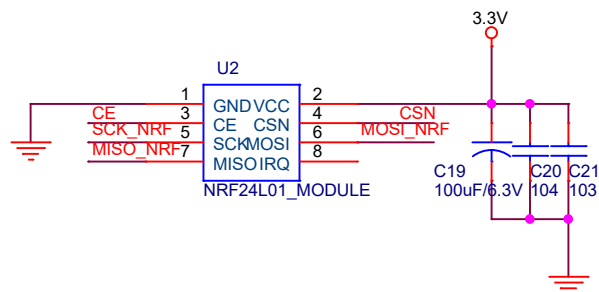 3.3V
U2
1 GND VCC 2
CE 3 CE CSN 4 CSN
SCK_NRF 5 SCK MOSI 6 MOSI_NRF
MISO_NRF 7 MISO IRQ 8
NRF24L01_MODULE
C19 C20 C21
100uF/6.3V 104 103